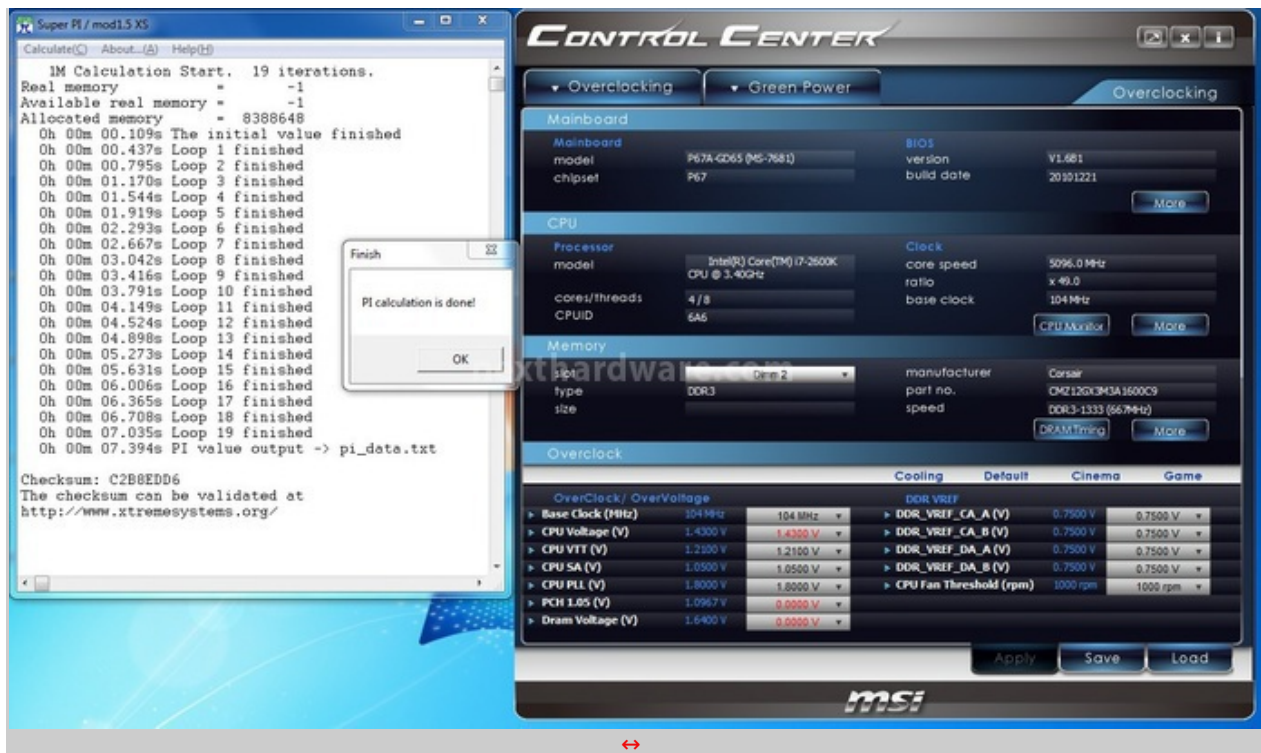 Super PI / mod1.5 XS
Calculate(C) About...(A) Help(H)
1M Calculation Start. 19 iterations.
Real memory = -1
Available real memory = -1
Allocated memory = 8388648
0h 00m 00.109s The initial value finished
0h 00m 00.437s Loop 1 finished
0h 00m 00.795s Loop 2 finished
0h 00m 01.170s Loop 3 finished
0h 00m 01.544s Loop 4 finished
0h 00m 01.919s Loop 5 finished
0h 00m 02.293s Loop 6 finished
0h 00m 02.667s Loop 7 finished
0h 00m 03.042s Loop 8 finished
0h 00m 03.416s Loop 9 finished
0h 00m 03.791s Loop 10 finished
0h 00m 04.149s Loop 11 finished
0h 00m 04.524s Loop 12 finished
0h 00m 04.898s Loop 13 finished
0h 00m 05.273s Loop 14 finished
0h 00m 05.631s Loop 15 finished
0h 00m 06.006s Loop 16 finished
0h 00m 06.365s Loop 17 finished
0h 00m 06.708s Loop 18 finished
0h 00m 07.035s Loop 19 finished
0h 00m 07.394s PI value output -> pi_data.txt
Checksum: C2B8EDD6
The checksum can be validated at
http://www.xtremesystems.org/
Finish
PI calculation is done!
OK
CONTROL CENTER
Overclocking Green Power Overclocking
Mainboard
Mainboard BIOS
model P67A-GD65 (MS-7681) version V1.6B1
chipset P67 build date 20101221
More
CPU
Processor Clock
model Intel(R) Core(TM) i7-2600K CPU @ 3.40GHz core speed 5096.0 MHz
ratio x 49.0
cores/threads 4/8 base clock 104 MHz
CPUID 6A6 CPU Monitor More
Memory
slot Dimm 2 manufacturer Corsair
type DDR3 part no. CMZ12GX3M3A1600C9
size speed DDR3-1333 (667MHz)
DRAM Timing More
Overclock
Cooling Default Cinema Game
OverClock/ OverVoltage DDR VREF
Base Clock (MHz) 104 MHz 104 MHz DDR_VREF_CA_A (V) 0.7500 V 0.7500 V
CPU Voltage (V) 1.4300 V 1.4300 V DDR_VREF_CA_B (V) 0.7500 V 0.7500 V
CPU VTT (V) 1.2100 V 1.2100 V DDR_VREF_DA_A (V) 0.7500 V 0.7500 V
CPU SA (V) 1.0500 V 1.0500 V DDR_VREF_DA_B (V) 0.7500 V 0.7500 V
CPU PLL (V) 1.8000 V 1.8000 V CPU Fan Threshold (rpm) 1000 rpm 1000 rpm
PCH 1.05 (V) 1.0967 V 0.0000 V
Dram Voltage (V) 1.6400 V 0.0000 V
Apply Save Load
msi